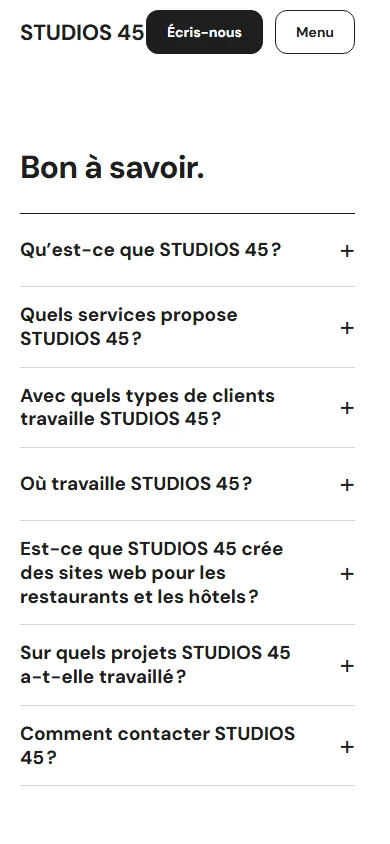 STUDIOS 45
Écris-nous
Menu
Bon à savoir.
Qu’est-ce que STUDIOS 45 ?
+
Quels services propose
STUDIOS 45 ?
+
Avec quels types de clients
travaille STUDIOS 45 ?
+
Où travaille STUDIOS 45 ?
+
Est-ce que STUDIOS 45 crée
des sites web pour les
restaurants et les hôtels ?
+
Sur quels projets STUDIOS 45
a-t-elle travaillé ?
+
Comment contacter STUDIOS
45 ?
+